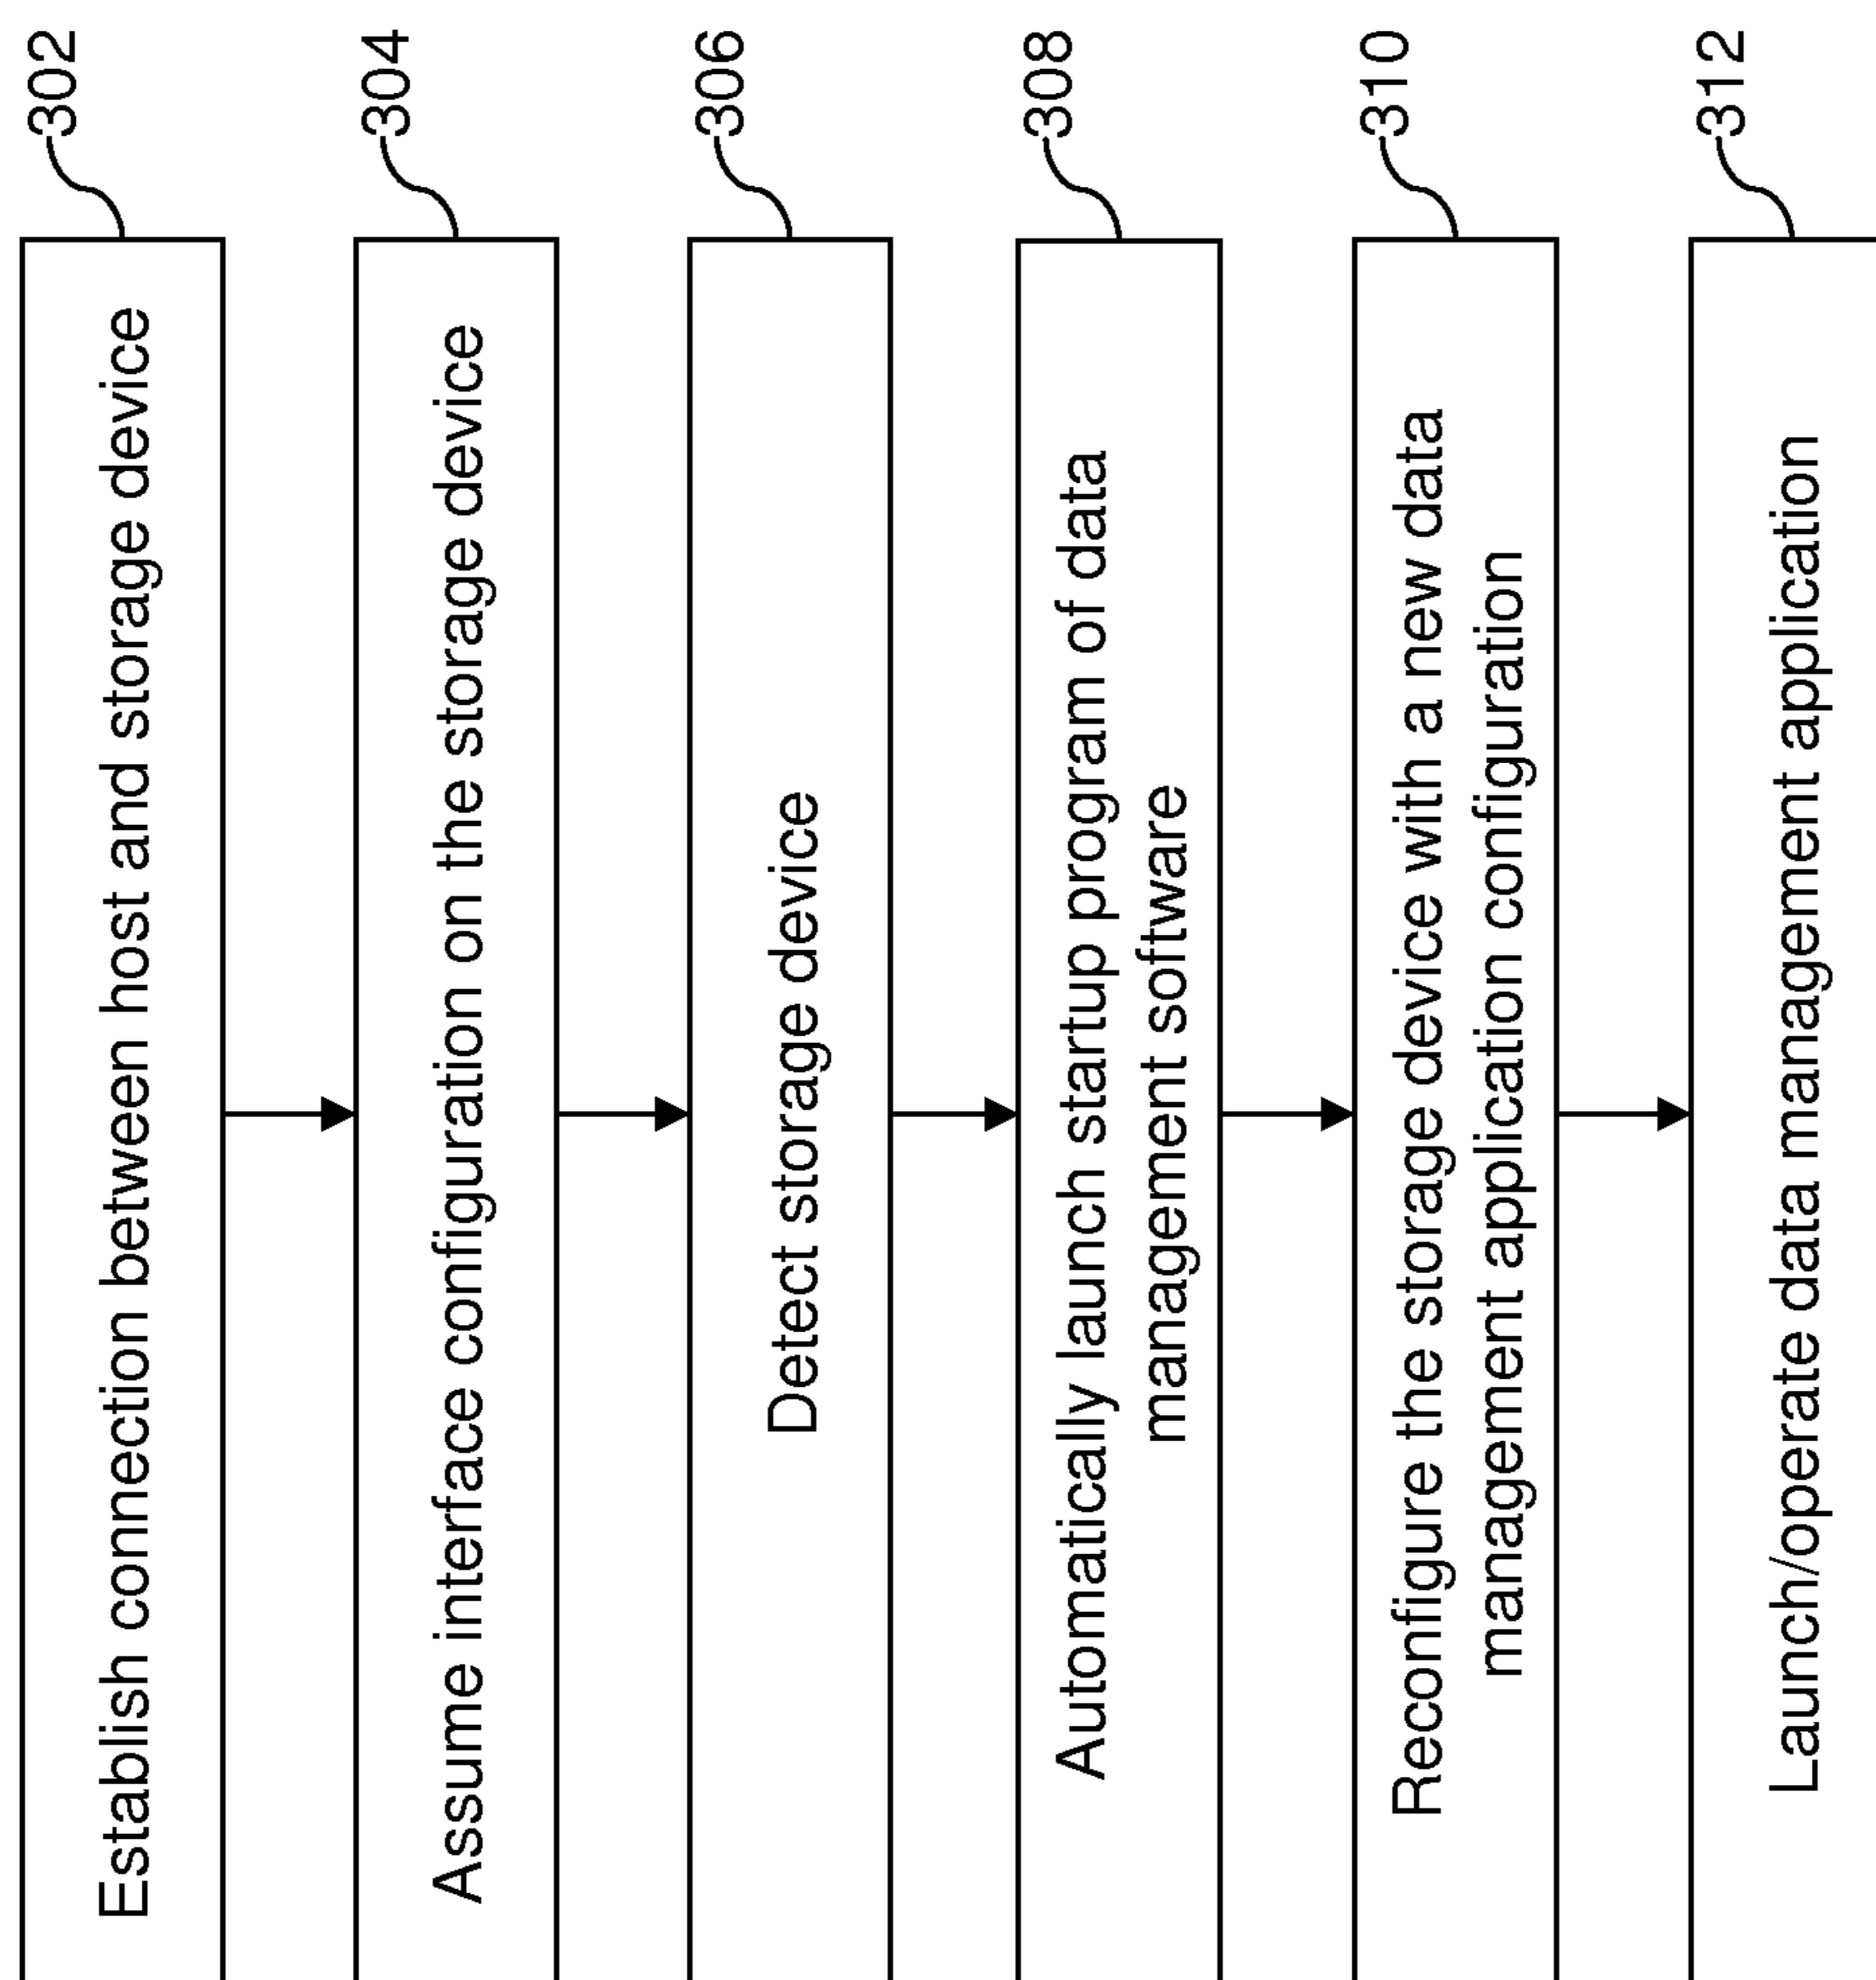 302
Establish connection between host and storage device
304
Assume interface configuration on the storage device
306
Detect storage device
308
Automatically launch startup program of data
management software
310
Reconfigure the storage device with a new data
management application configuration
312
Launch/operate data management application